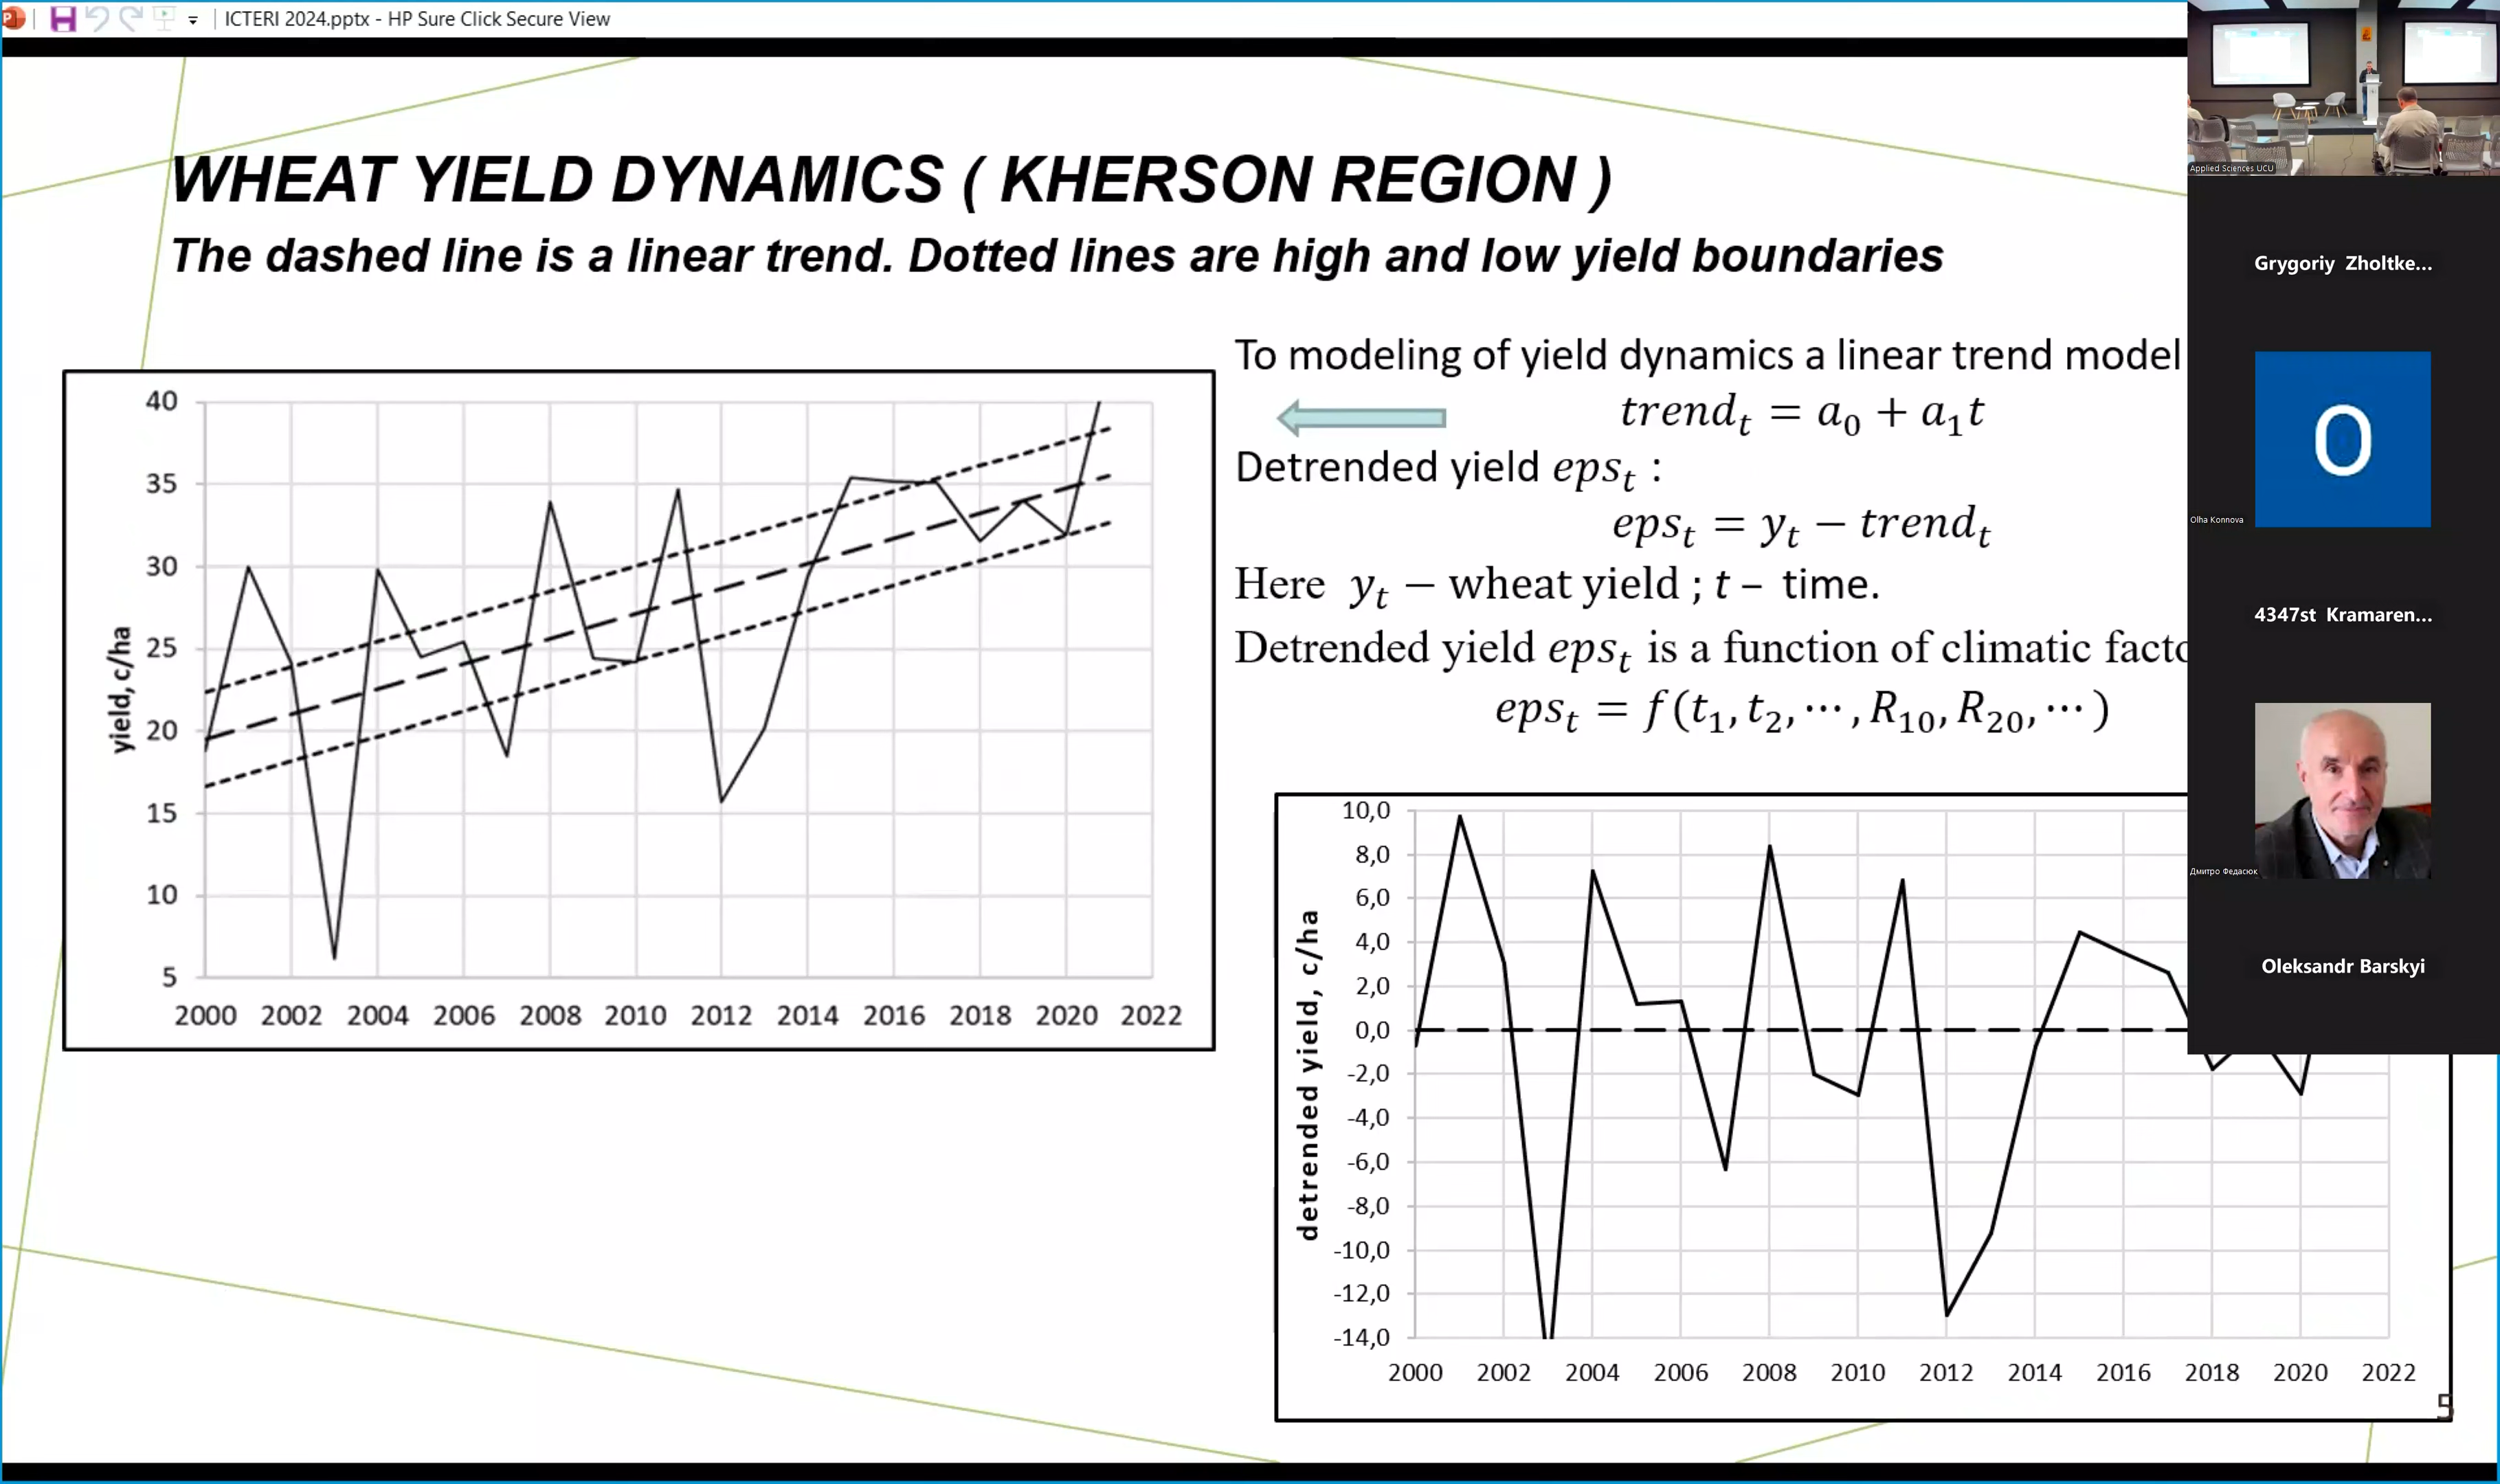 ICTERI 2024.pptx - HP Sure Click Secure View
WHEAT YIELD DYNAMICS ( KHERSON REGION )
The dashed line is a linear trend. Dotted lines are high and low yield boundaries
yield, c/ha
40
35
30
25
20
15
10
5
2000 2002 2004 2006 2008 2010 2012 2014 2016 2018 2020 2022
To modeling of yield dynamics a linear trend model
trend_t = a_0 + a_1t
Detrended yield eps_t :
eps_t = y_t − trend_t
Here y_t − wheat yield ; t – time.
Detrended yield eps_t is a function of climatic facto
eps_t = f(t_1, t_2, ⋯ , R_10, R_20, ⋯ )
detrended yield, c/ha
10,0
8,0
6,0
4,0
2,0
0,0
-2,0
-4,0
-6,0
-8,0
-10,0
-12,0
-14,0
2000 2002 2004 2006 2008 2010 2012 2014 2016 2018 2020 2022
5
Applied Sciences UCU
Grygoriy Zholtke...
O
Olha Konnova
4347st Kramaren...
Дмитро Федасюк
Oleksandr Barskyi